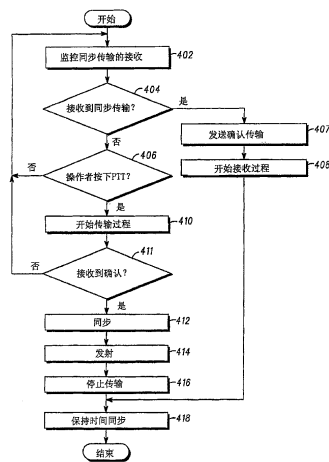 开始
监控同步传输的接收
402
接收到同步传输?
404
是
否
发送确认传输
407
操作者按下PTT?
406
否
是
开始接收过程
408
开始传输过程
410
接收到确认?
411
否
是
同步
412
发射
414
停止传输
416
保持时间同步
418
结束